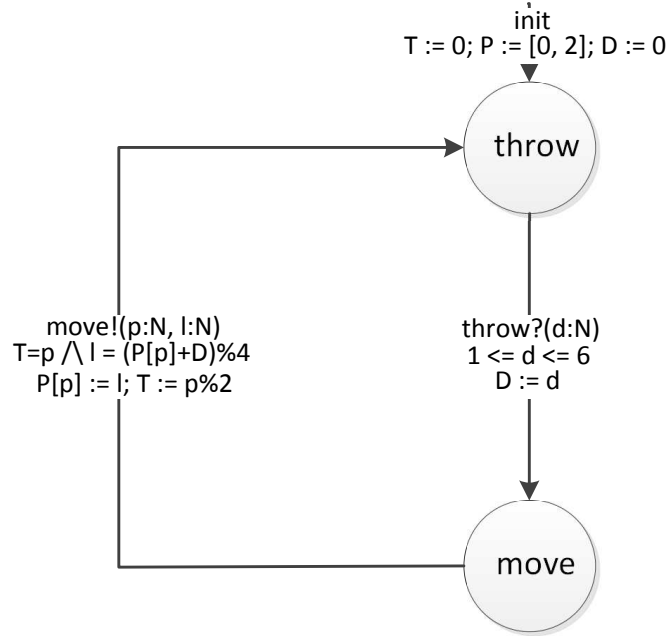 init
T := 0; P := [0, 2]; D := 0
throw
move!(p:N, l:N)
T=p /\ l = (P[p]+D)%4
P[p] := l; T := p%2
throw?(d:N)
1 <= d <= 6
D := d
move